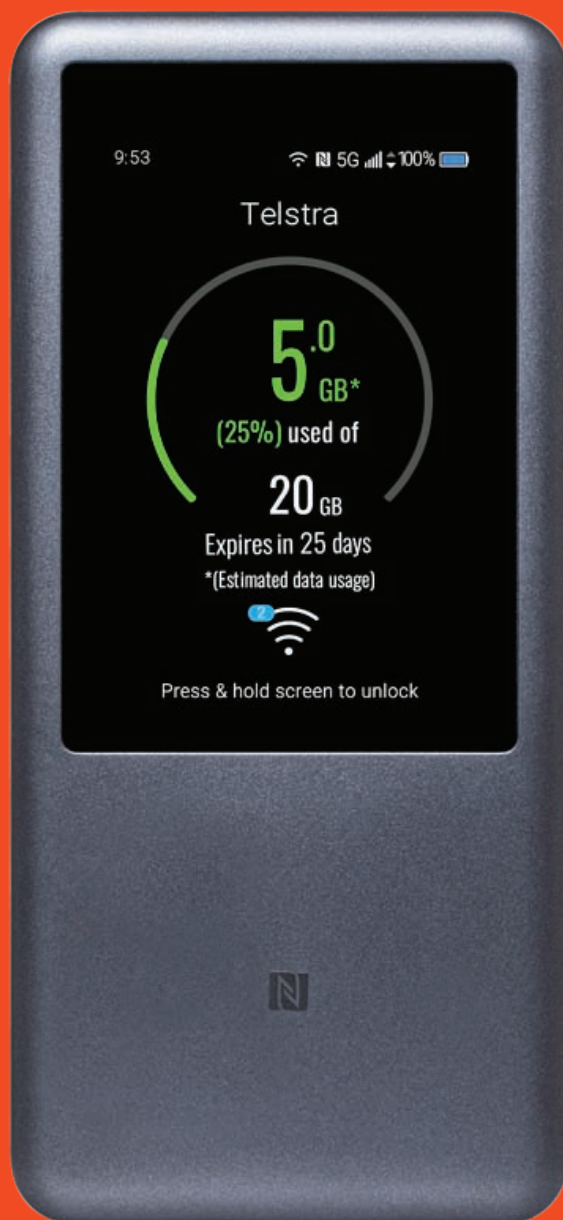 9:53 5G 100%
Telstra
5.0
GB*
(25%) used of
20 GB
Expires in 25 days
*(Estimated data usage)
2
Press & hold screen to unlock